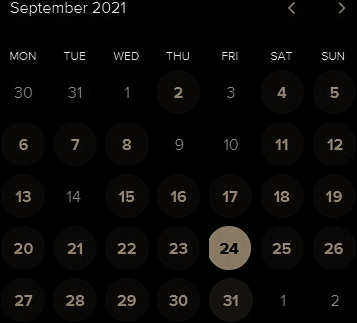 September 2021
MON TUE WED THU FRI SAT SUN
30 31 1 2 3 4 5
6 7 8 9 10 11 12
13 14 15 16 17 18 19
20 21 22 23 24 25 26
27 28 29 30 31 1 2